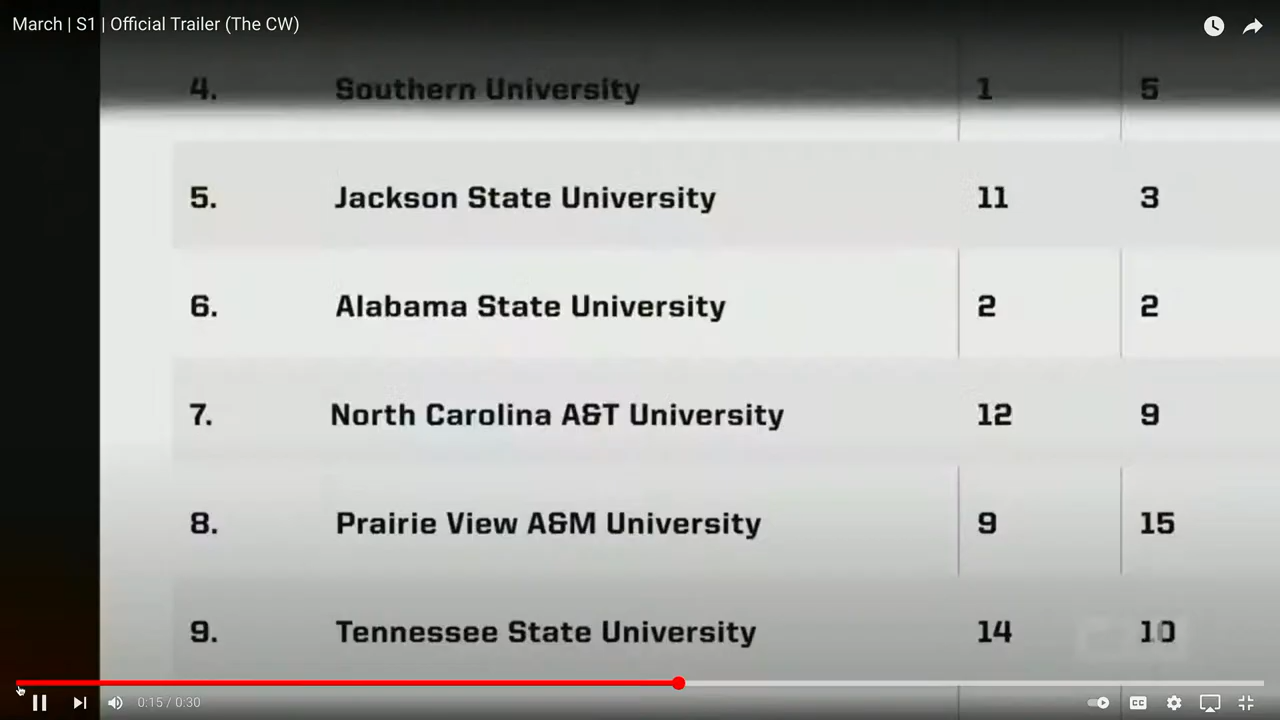 March | S1 | Official Trailer (The CW)
4. Southern University 1 5
5. Jackson State University 11 3
6. Alabama State University 2 2
7. North Carolina A&T University 12 9
8. Prairie View A&M University 9 15
9. Tennessee State University 14 10
0:15 / 0:30 CC